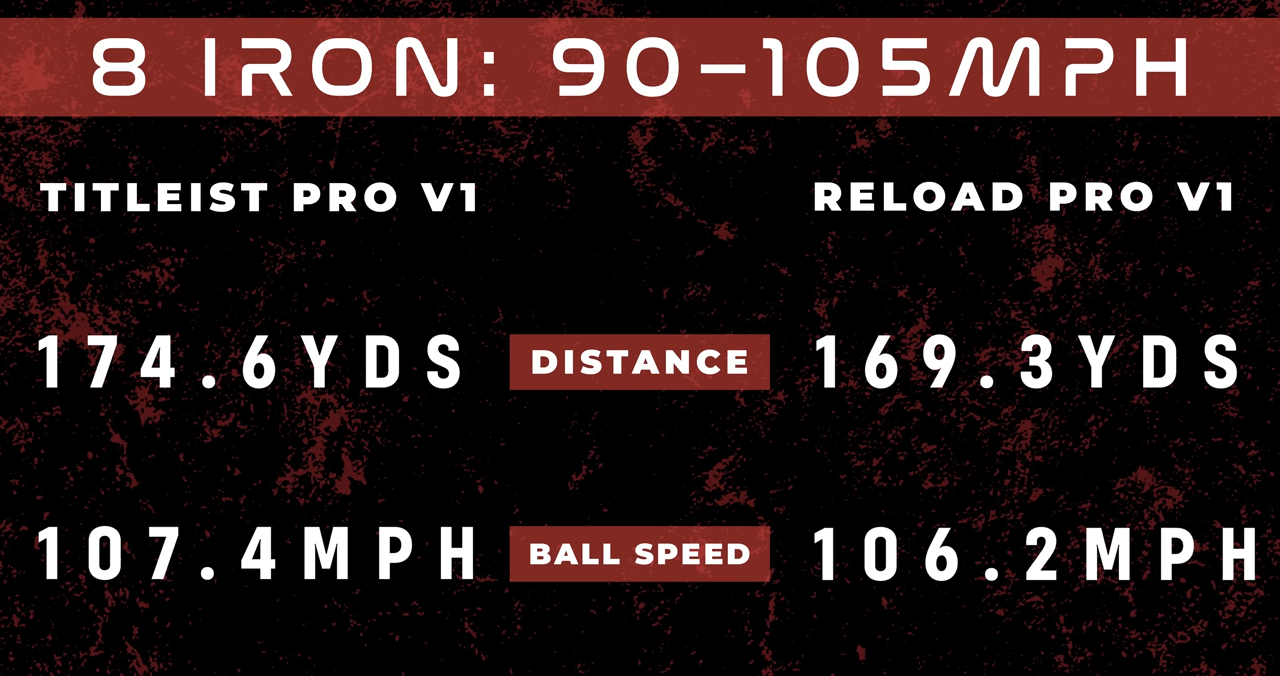 8 IRON: 90-105MPH
TITLEIST PRO V1 RELOAD PRO V1
174.6YDS DISTANCE 169.3YDS
107.4MPH BALL SPEED 106.2MPH